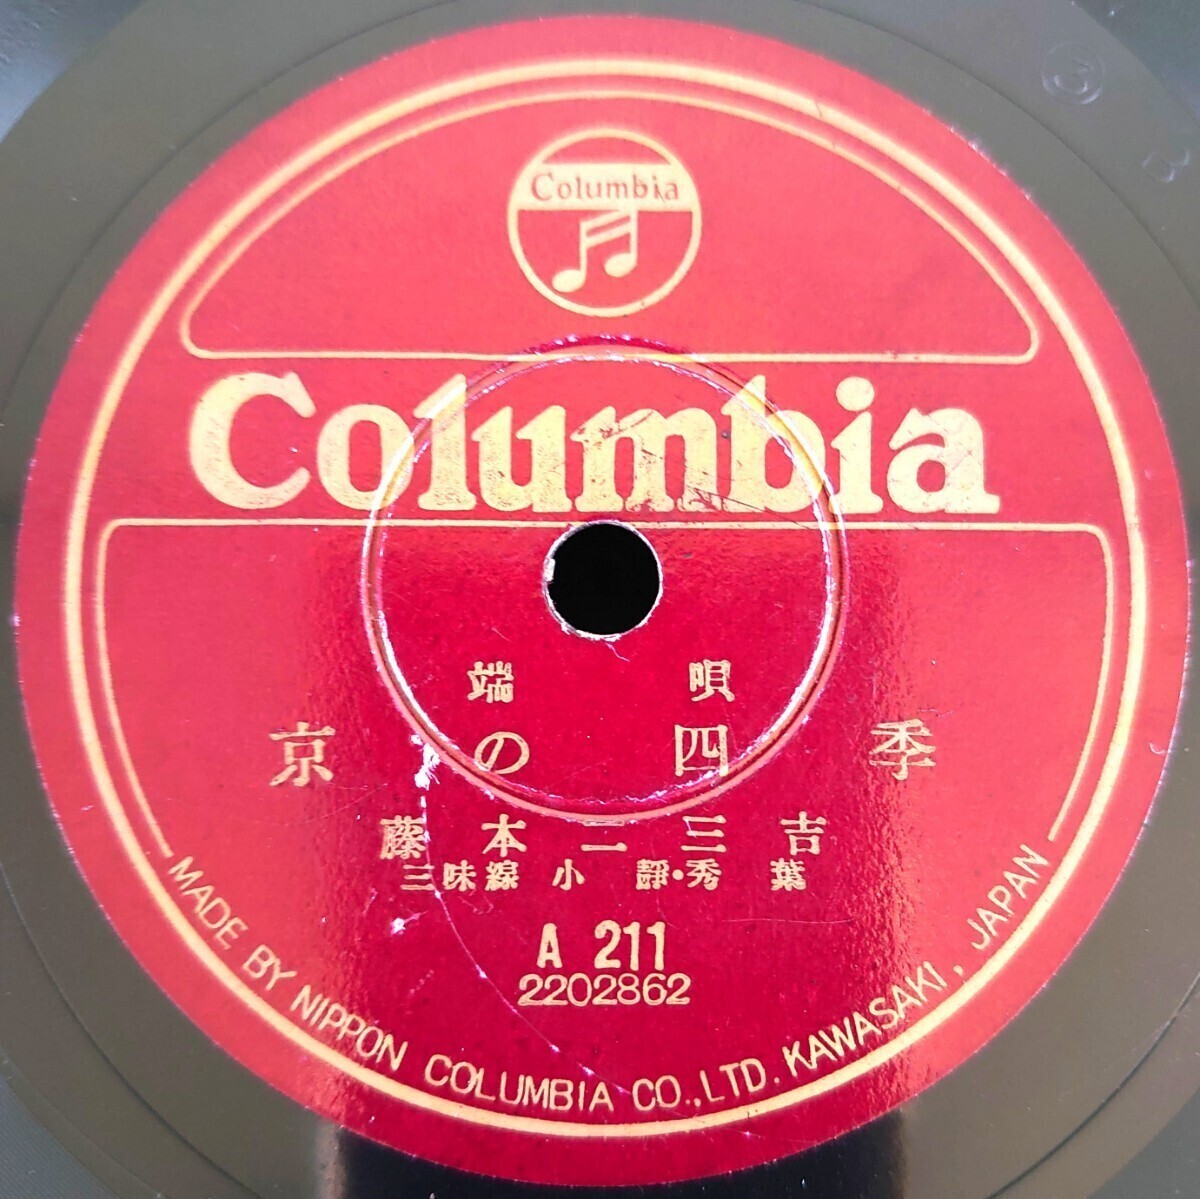 Columbia
Columbia
端唄
京の四季
藤本二三吉
三味線 小静・秀葉
A 211
2202862
MADE BY NIPPON COLUMBIA CO., LTD. KAWASAKI, JAPAN
3